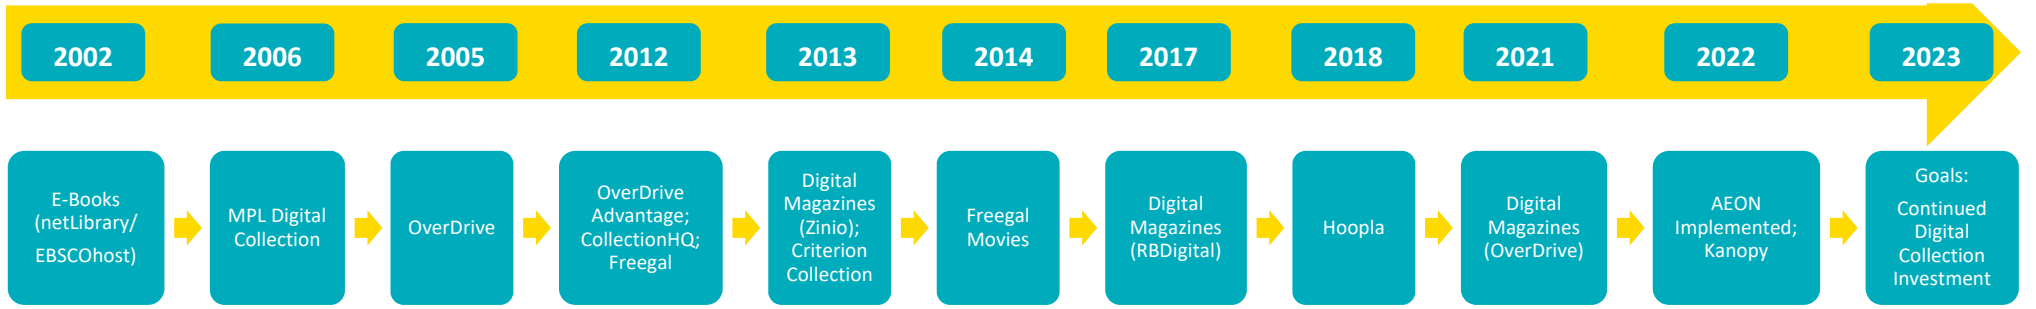 2002
2006
2005
2012
2013
2014
2017
2018
2021
2022
2023
E-Books
(netLibrary/
EBSCOhost)
MPL Digital
Collection
OverDrive
OverDrive
Advantage;
CollectionHQ;
Freegal
Digital
Magazines
(Zinio);
Criterion
Collection
Freegal
Movies
Digital
Magazines
(RBDigital)
Hoopla
Digital
Magazines
(OverDrive)
AEON
Implemented;
Kanopy
Goals:
Continued
Digital
Collection
Investment